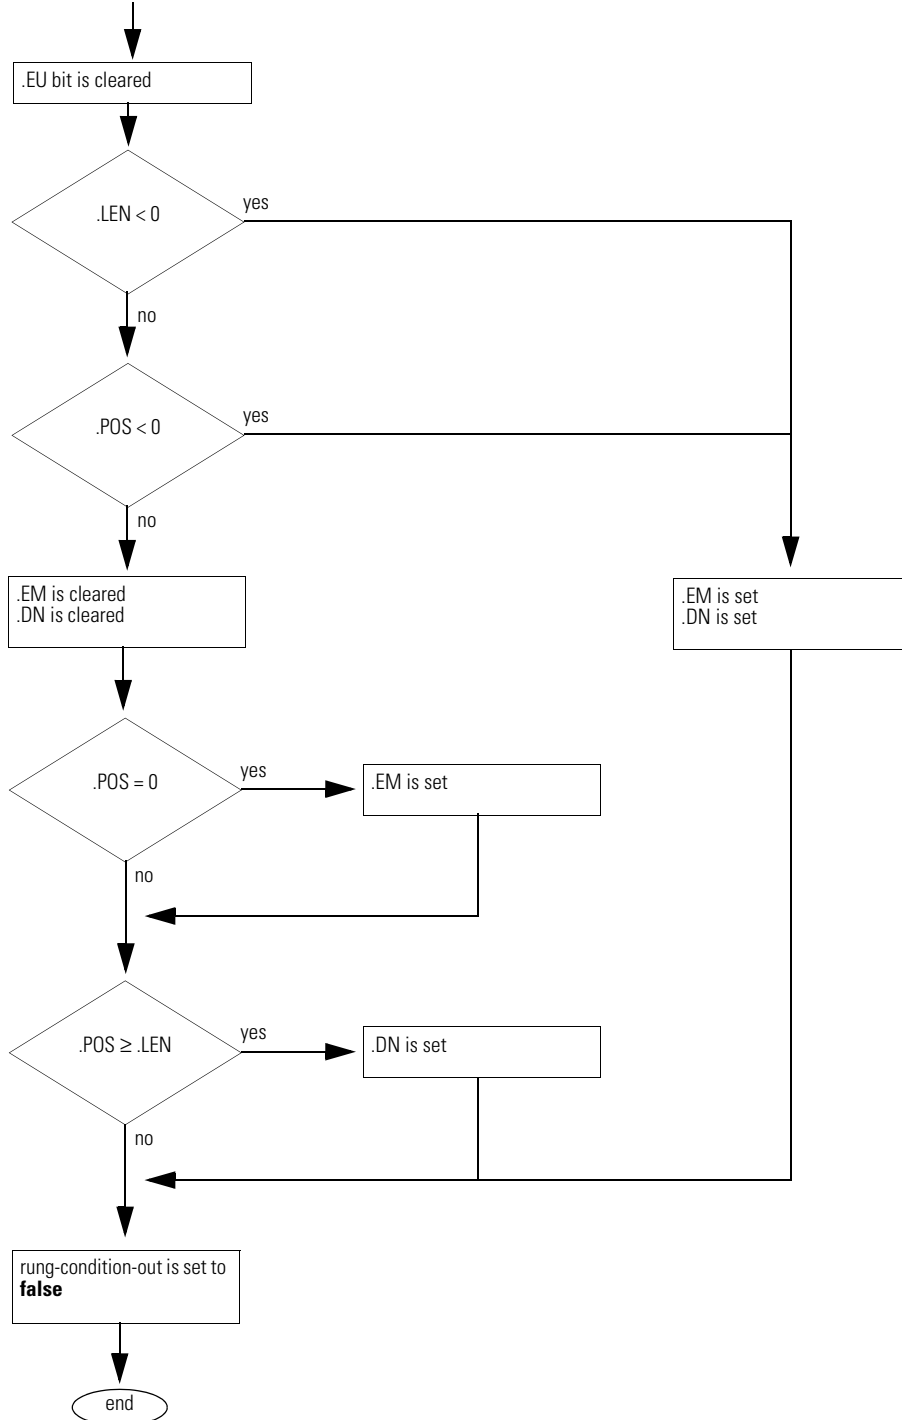 .EU bit is cleared
.LEN < 0
yes
no
.POS < 0
yes
no
.EM is cleared
.DN is cleared
.EM is set
.DN is set
.POS = 0
yes
.EM is set
no
.POS ≥ .LEN
yes
.DN is set
no
rung-condition-out is set to
false
end